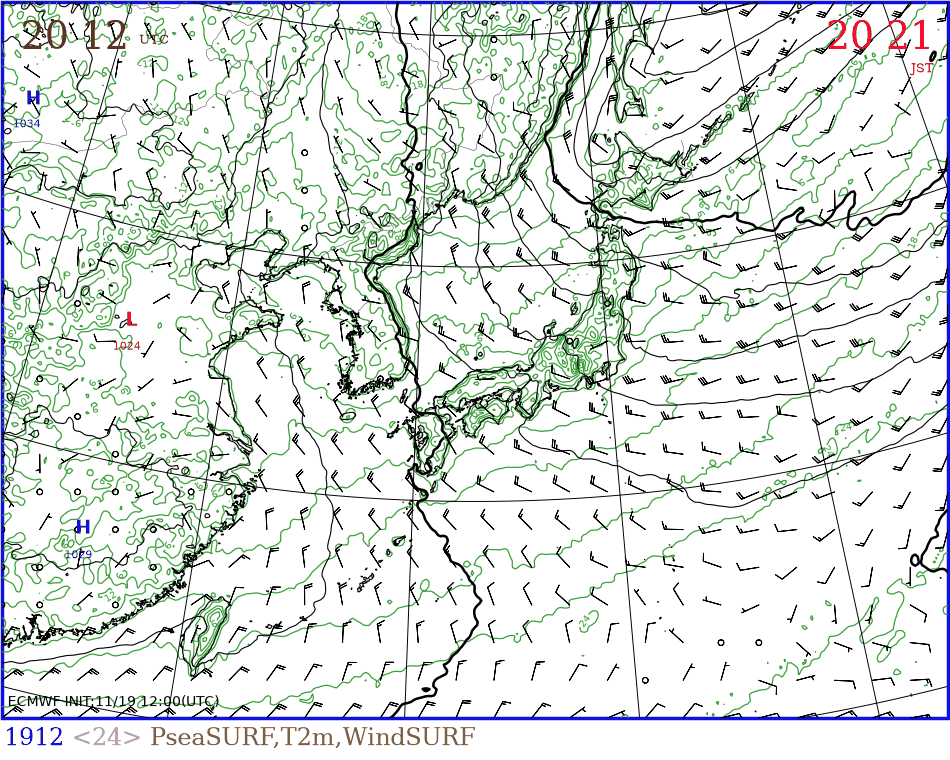 20 12 UTC
20 21
JST
H
1034
L
1024
H
1029
24
24
18
ECMWF INIT;11/19 12:00(UTC)
1912 <24> PseaSURF,T2m,WindSURF